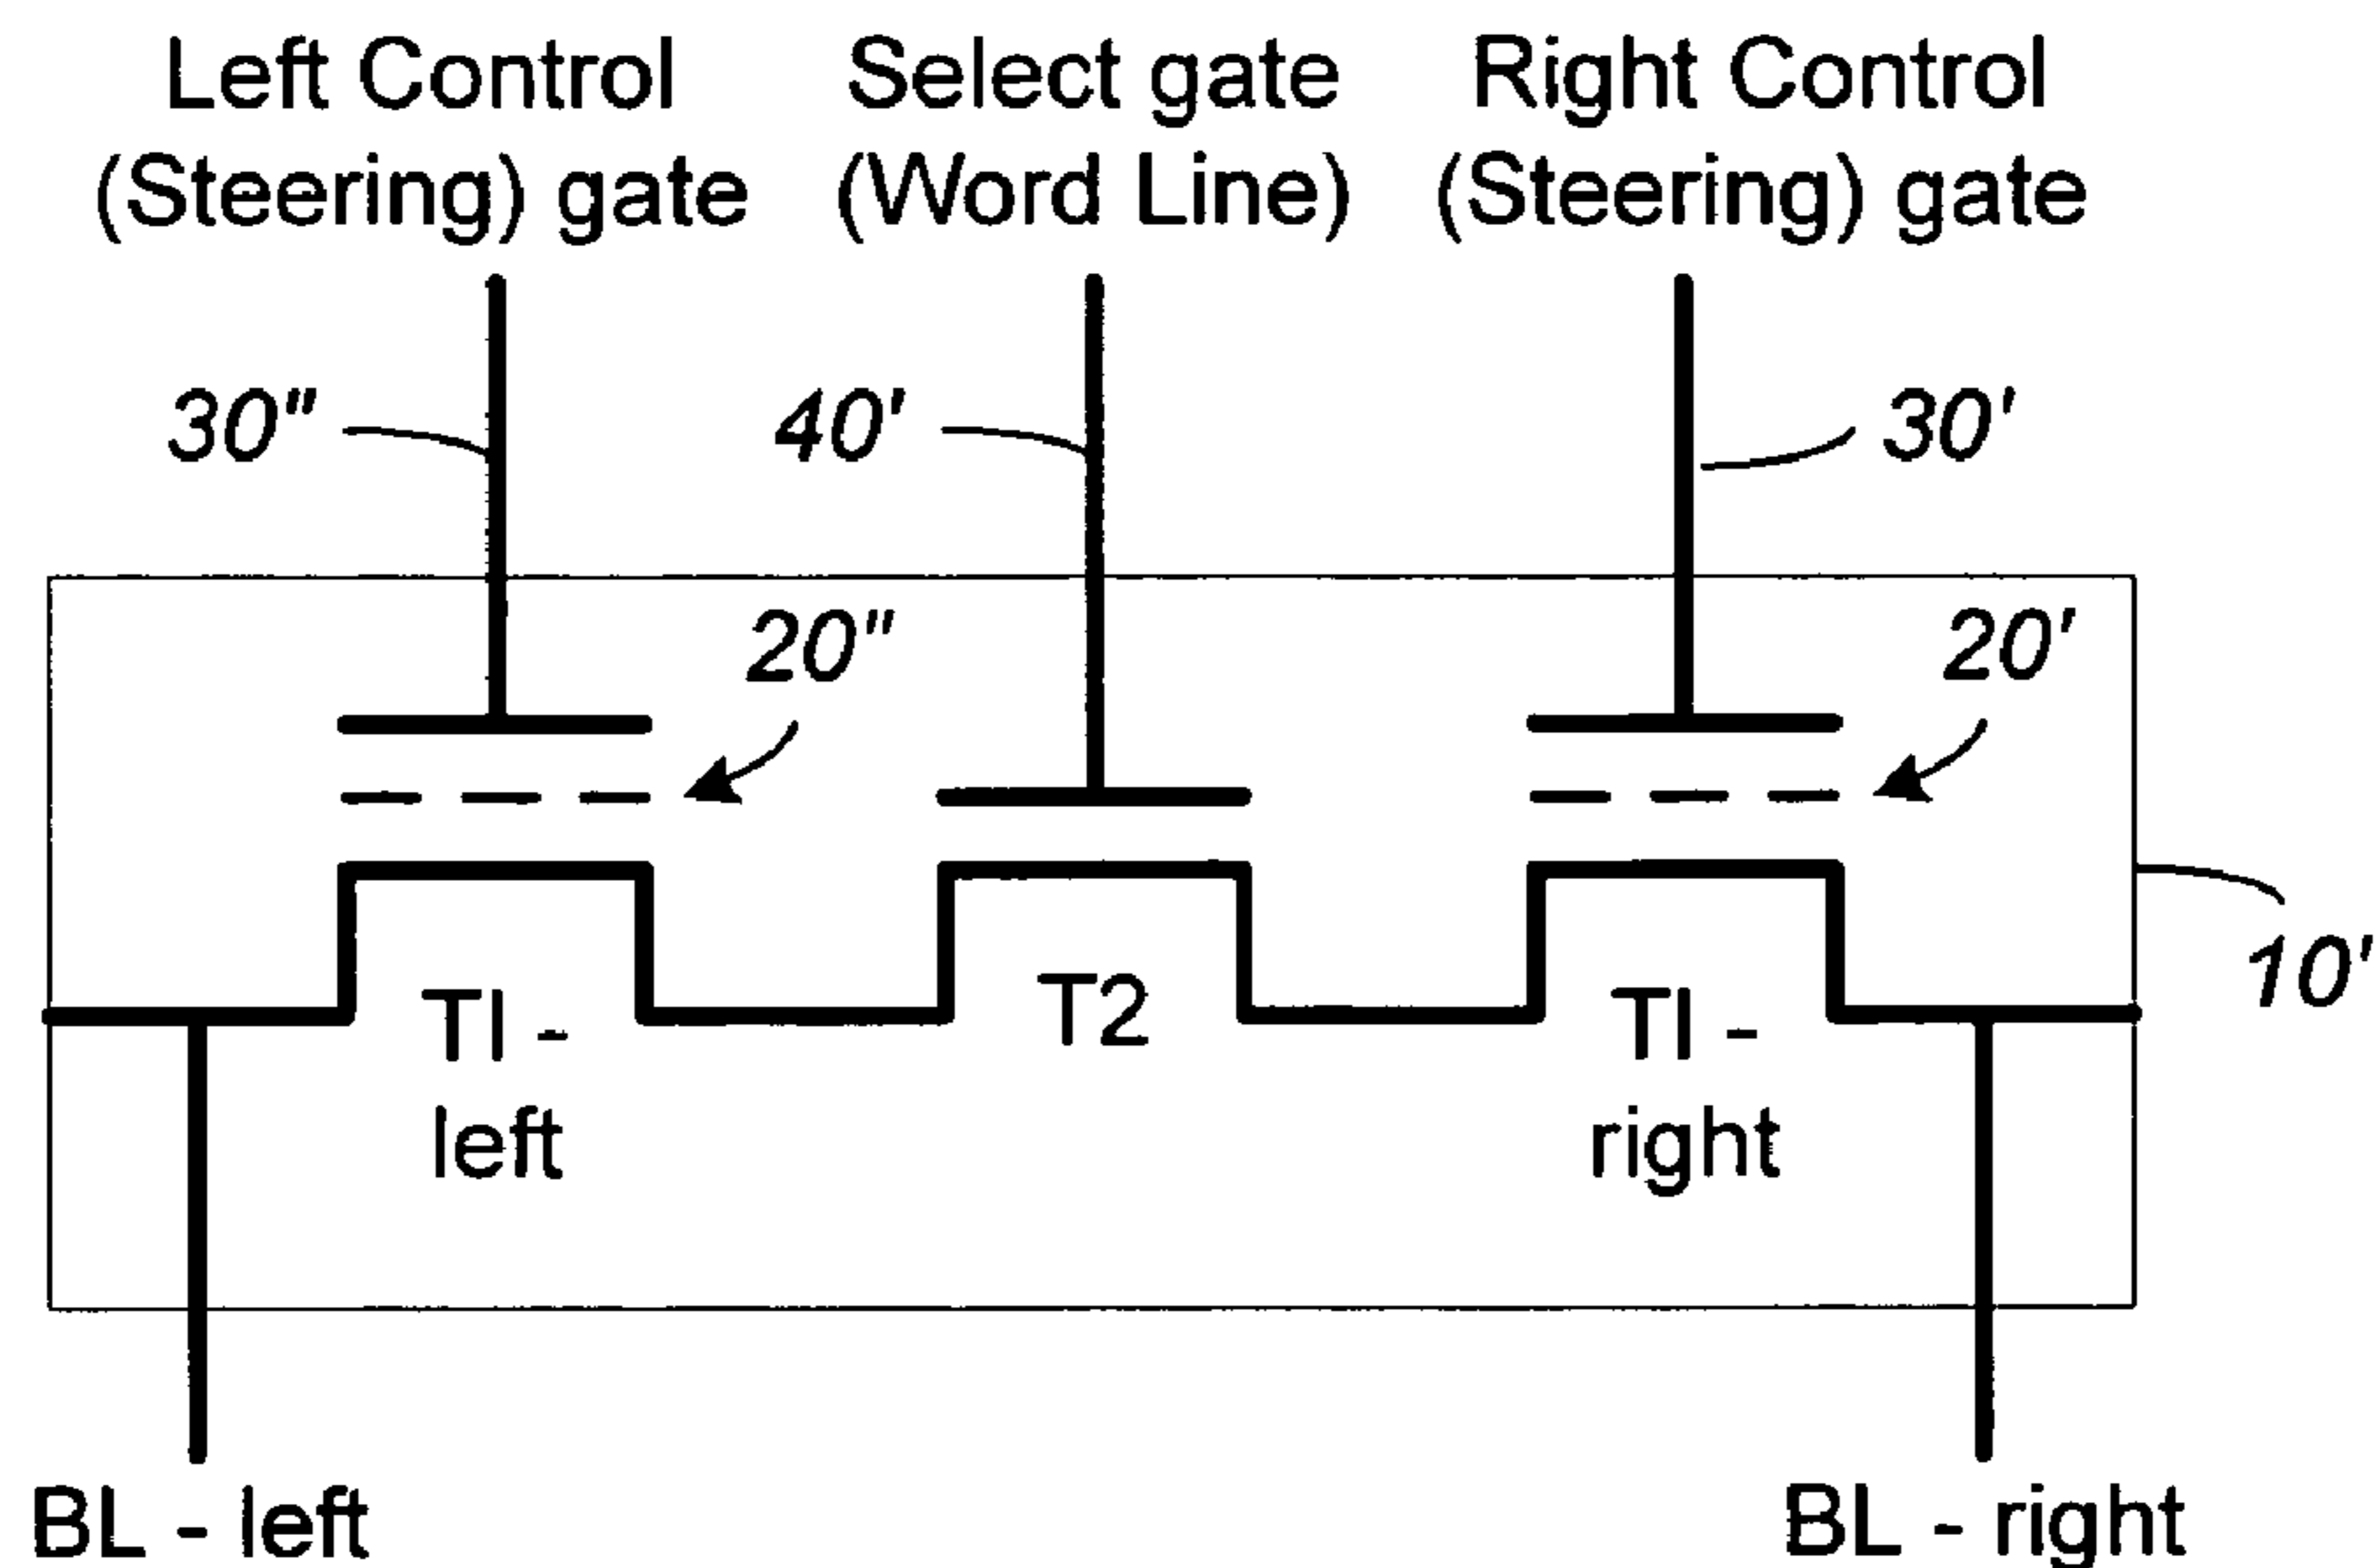 Left Control
(Steering) gate
Select gate
(Word Line)
Right Control
(Steering) gate
30"
40'
30'
20"
20'
10'
TI -
left
T2
TI -
right
BL - left
BL - right